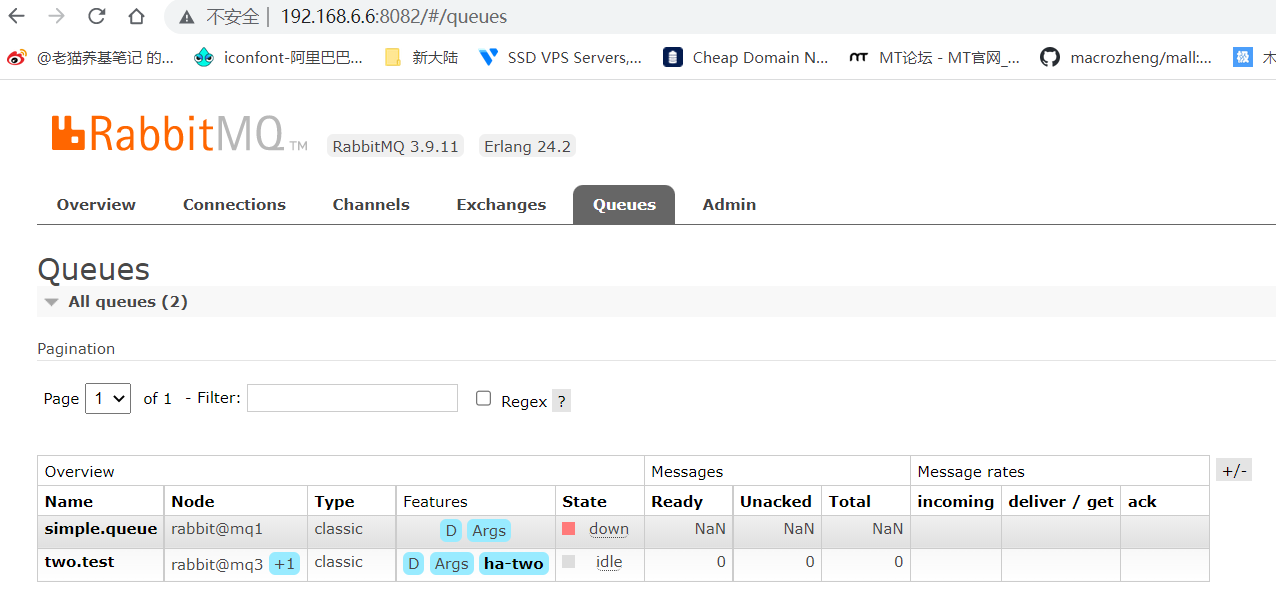 不安全 | 192.168.6.6:8082/#/queues
@老猫养基笔记 的... iconfont-阿里巴巴... 新大陆 SSD VPS Servers,... Cheap Domain N... MT论坛 - MT官网_... macrozheng/mall:... 极 木
RabbitMQ TM RabbitMQ 3.9.11 Erlang 24.2
Overview Connections Channels Exchanges Queues Admin
Queues
All queues (2)
Pagination
Page 1 of 1 - Filter: Regex ?
Overview Messages Message rates +/-
Name Node Type Features State Ready Unacked Total incoming deliver / get ack
simple.queue rabbit@mq1 classic D Args down NaN NaN NaN
two.test rabbit@mq3 +1 classic D Args ha-two idle 0 0 0